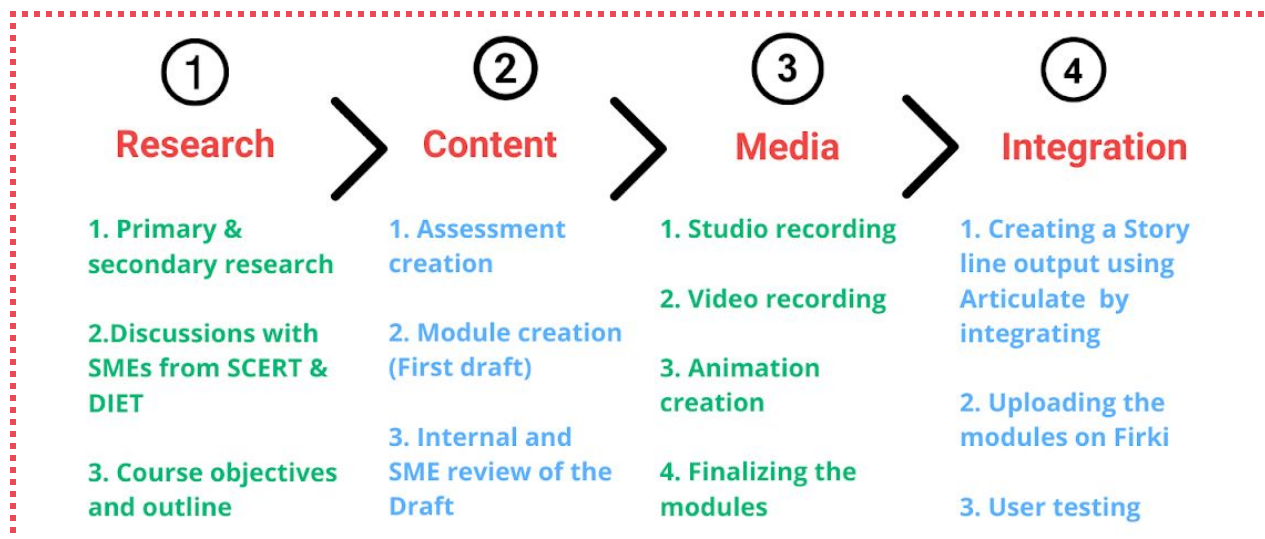 1
Research
1. Primary &
secondary research
2.Discussions with
SMEs from SCERT &
DIET
3. Course objectives
and outline
2
Content
1. Assessment
creation
2. Module creation
(First draft)
3. Internal and
SME review of the
Draft
3
Media
1. Studio recording
2. Video recording
3. Animation
creation
4. Finalizing the
modules
4
Integration
1. Creating a Story
line output using
Articulate by
integrating
2. Uploading the
modules on Firki
3. User testing